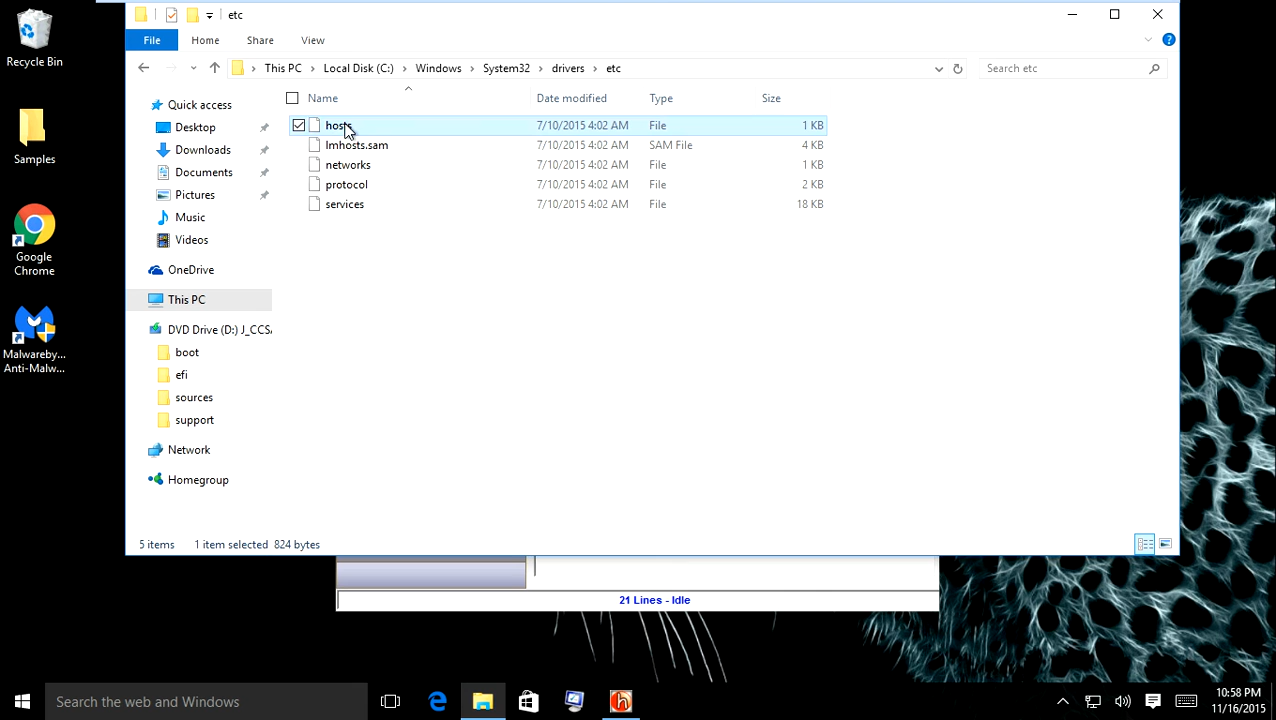 Recycle Bin
Samples
Google
Chrome
Malwareby...
Anti-Malw...
etc
File Home Share View
This PC Local Disk (C:) Windows System32 drivers etc
Search etc
Quick access
Desktop
Downloads
Documents
Pictures
Music
Videos
OneDrive
This PC
DVD Drive (D:) J_CCSA
boot
efi
sources
support
Network
Homegroup
Name Date modified Type Size
hosts 7/10/2015 4:02 AM File 1 KB
lmhosts.sam 7/10/2015 4:02 AM SAM File 4 KB
networks 7/10/2015 4:02 AM File 1 KB
protocol 7/10/2015 4:02 AM File 2 KB
services 7/10/2015 4:02 AM File 18 KB
5 items 1 item selected 824 bytes
21 Lines - Idle
Search the web and Windows
10:58 PM
11/16/2015